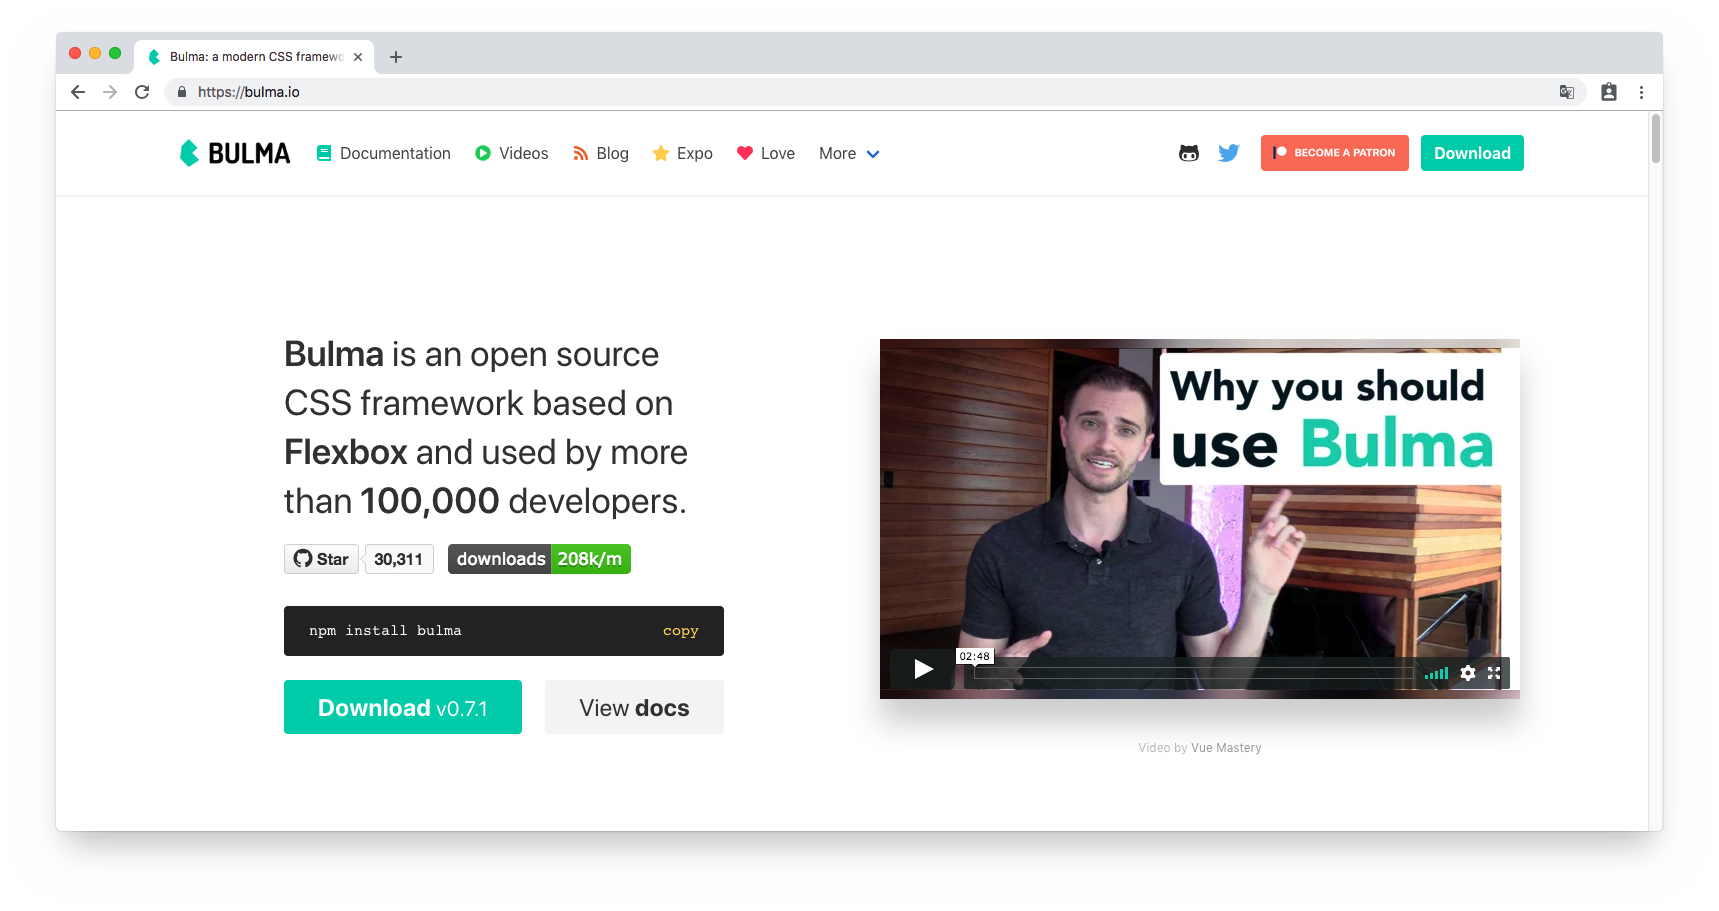 Bulma: a modern CSS framewo
https://bulma.io
BULMA
Documentation
Videos
Blog
Expo
Love
More
BECOME A PATRON
Download
Bulma is an open source
CSS framework based on
Flexbox and used by more
than 100,000 developers.
Star
30,311
downloads 208k/m
npm install bulma
copy
Download v0.7.1
View docs
Why you should
use Bulma
02:48
Video by Vue Mastery